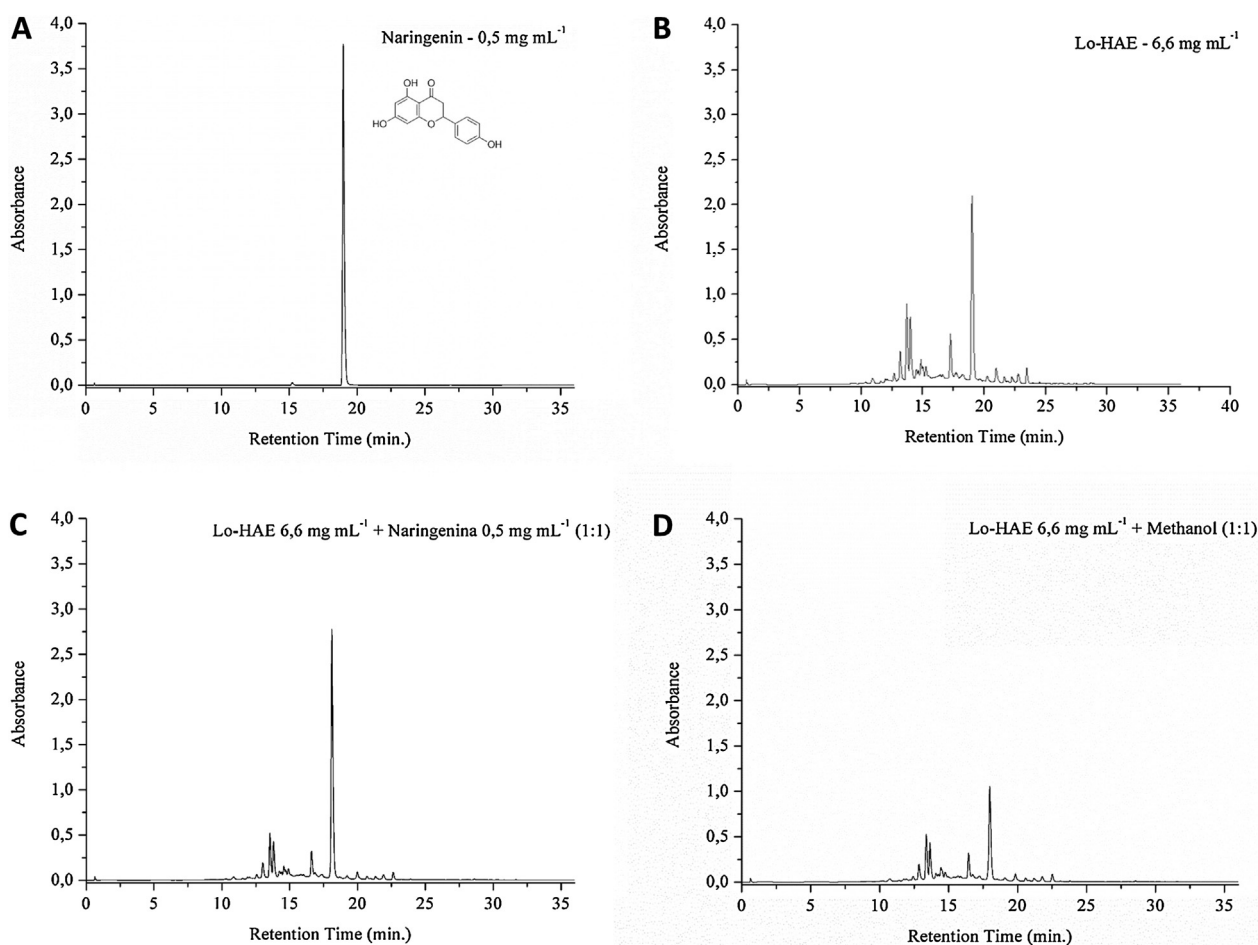 A
Naringenin - 0,5 mg mL-1
OH
O
HO
O
OH
4,0
3,5
3,0
2,5
2,0
1,5
1,0
0,5
0,0
Absorbance
0 5 10 15 20 25 30 35
Retention Time (min.)
B
Lo-HAE - 6,6 mg mL-1
4,0
3,5
3,0
2,5
2,0
1,5
1,0
0,5
0,0
Absorbance
0 5 10 15 20 25 30 35 40
Retention Time (min.)
C
Lo-HAE 6,6 mg mL-1 + Naringenina 0,5 mg mL-1 (1:1)
4,0
3,5
3,0
2,5
2,0
1,5
1,0
0,5
0,0
Absorbance
0 5 10 15 20 25 30 35
Retention Time (min.)
D
Lo-HAE 6,6 mg mL-1 + Methanol (1:1)
4,0
3,5
3,0
2,5
2,0
1,5
1,0
0,5
0,0
Absorbance
0 5 10 15 20 25 30 35
Retention Time (min.)